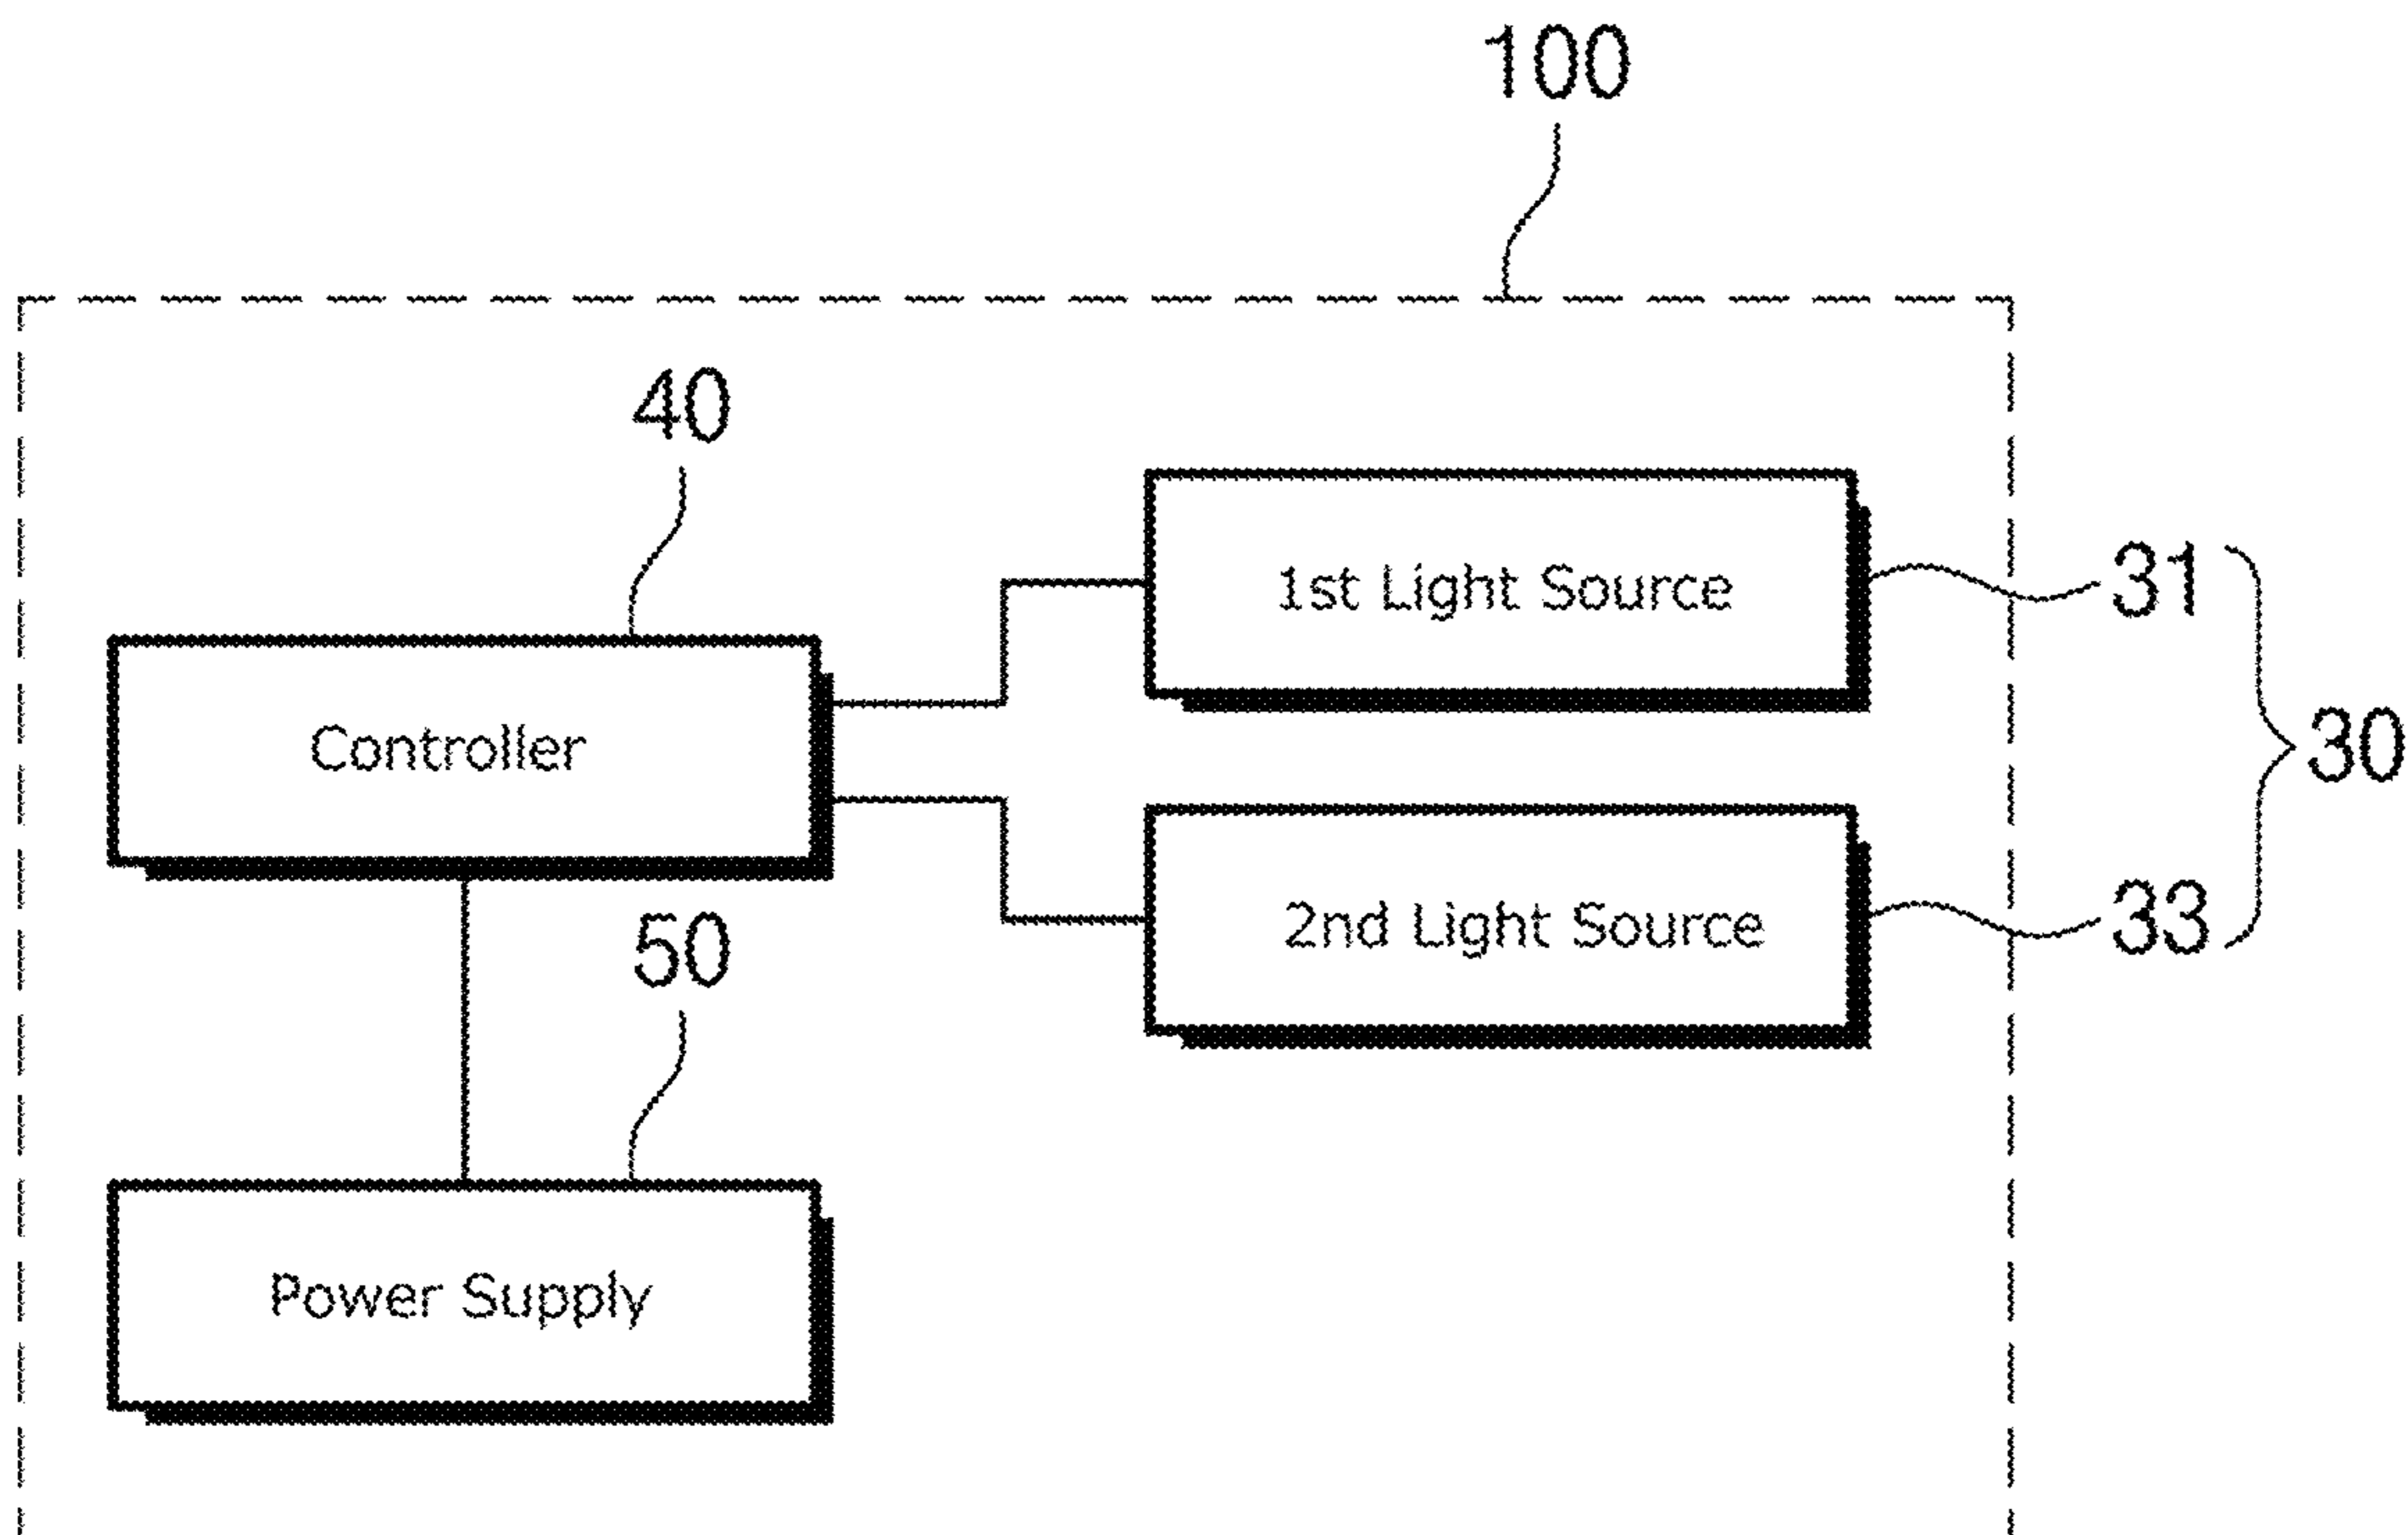 100
40
1st Light Source
31
Controller
30
2nd Light Source
33
50
Power Supply